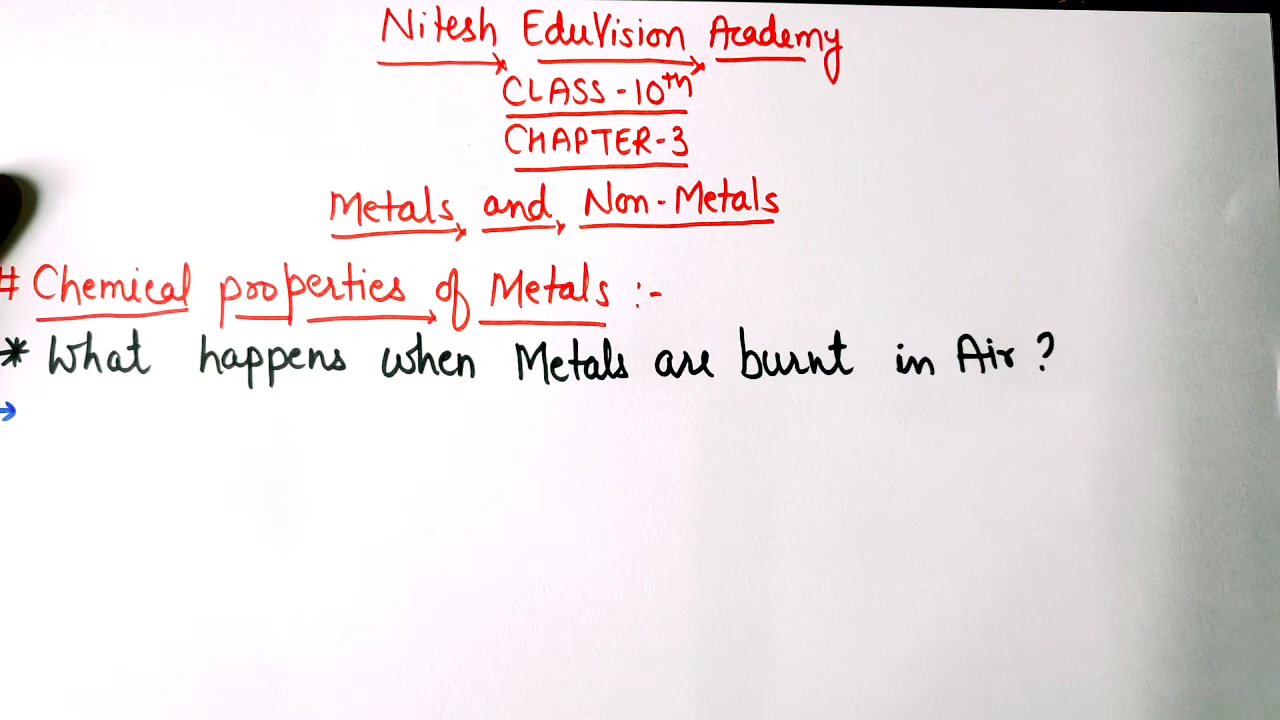 Nitesh EduVision Academy
CLASS-10th
CHAPTER-3
Metals and Non-Metals
# Chemical properties of Metals :-
* What happens when Metals are burnt in Air?
→